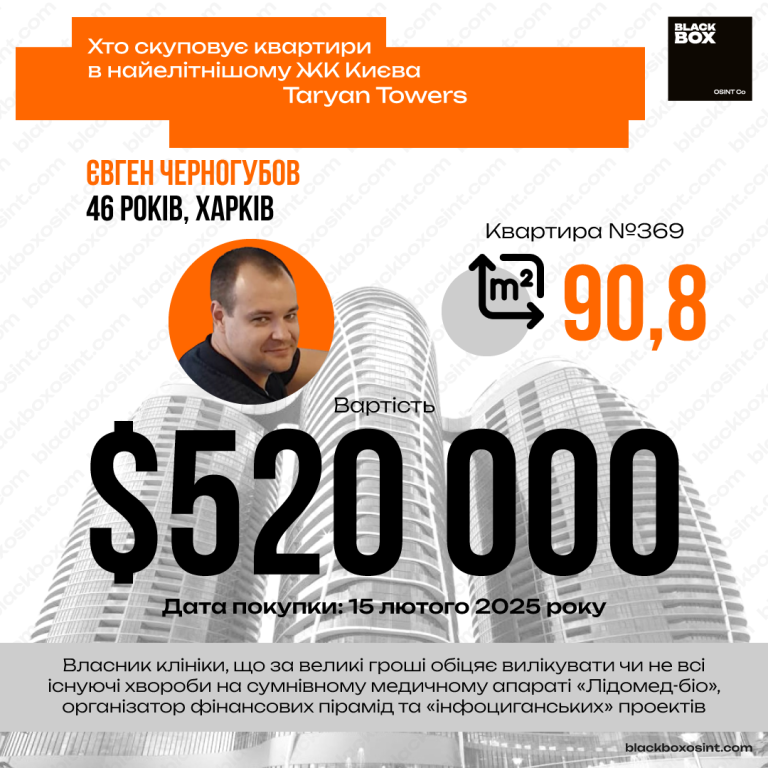 Хто скуповує квартири
в найелітнішому ЖК Києва
Taryan Towers
BLACK
BOX
OSINT Co
ЄВГЕН ЧЕРНОГУБОВ
46 РОКІВ, ХАРКІВ
Квартира №369
m²
90,8
Вартість
$520 000
Дата покупки: 15 лютого 2025 року
Власник клініки, що за великі гроші обіцяє вилікувати чи не всі
існуючі хвороби на сумнівному медичному апараті «Лідомед-біо»,
організатор фінансових пірамід та «інфоциганських» проектів
blackboxosint.com